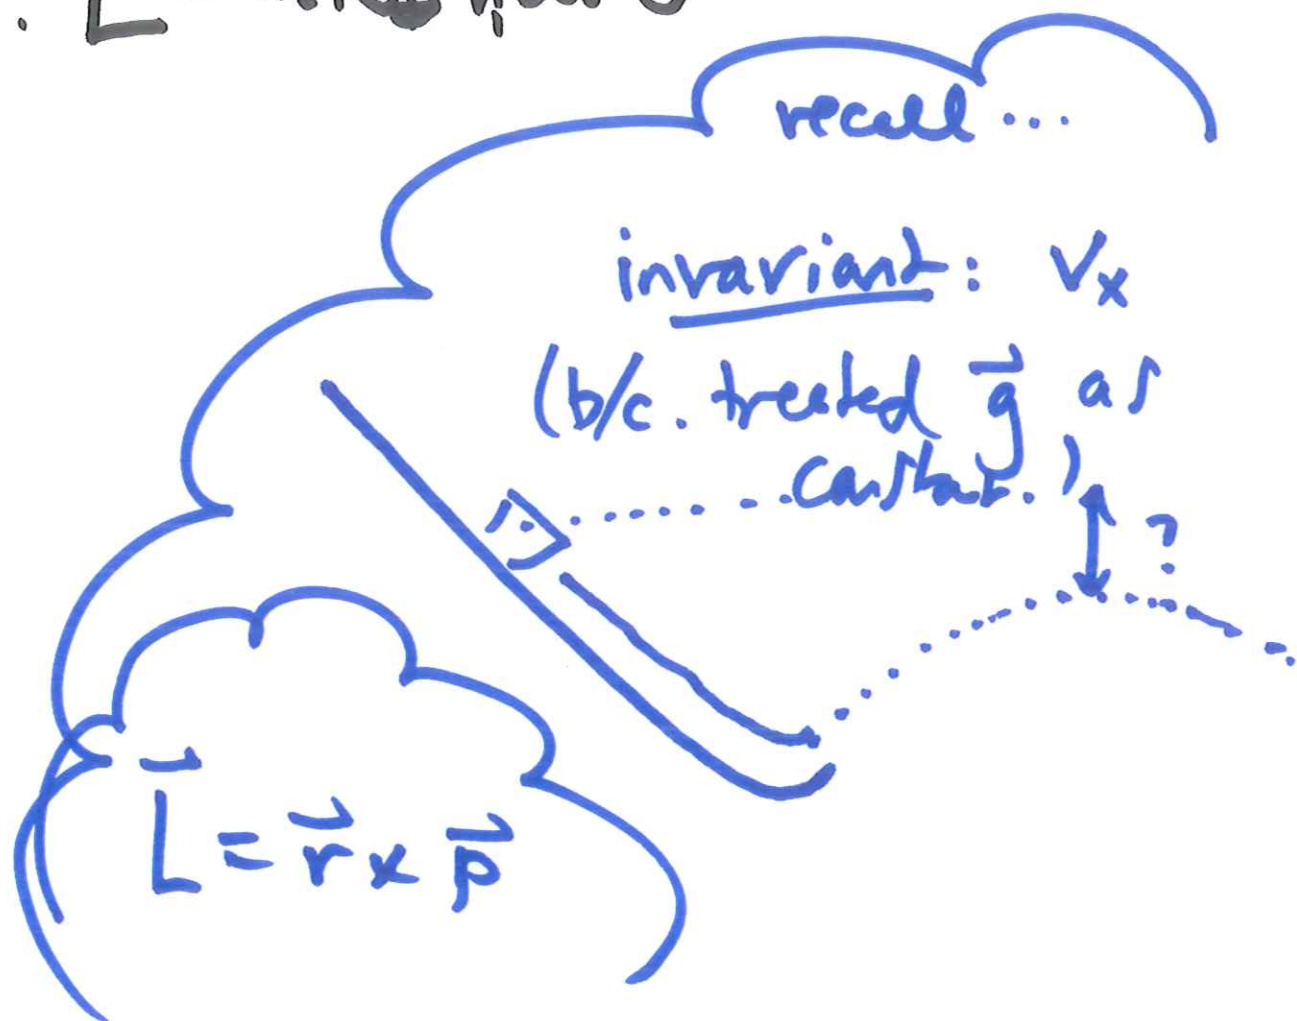 recall ...
invariant: Vx
(b/c. treated g⃗ as
constant.)
?
L⃗ = r⃗ x p⃗